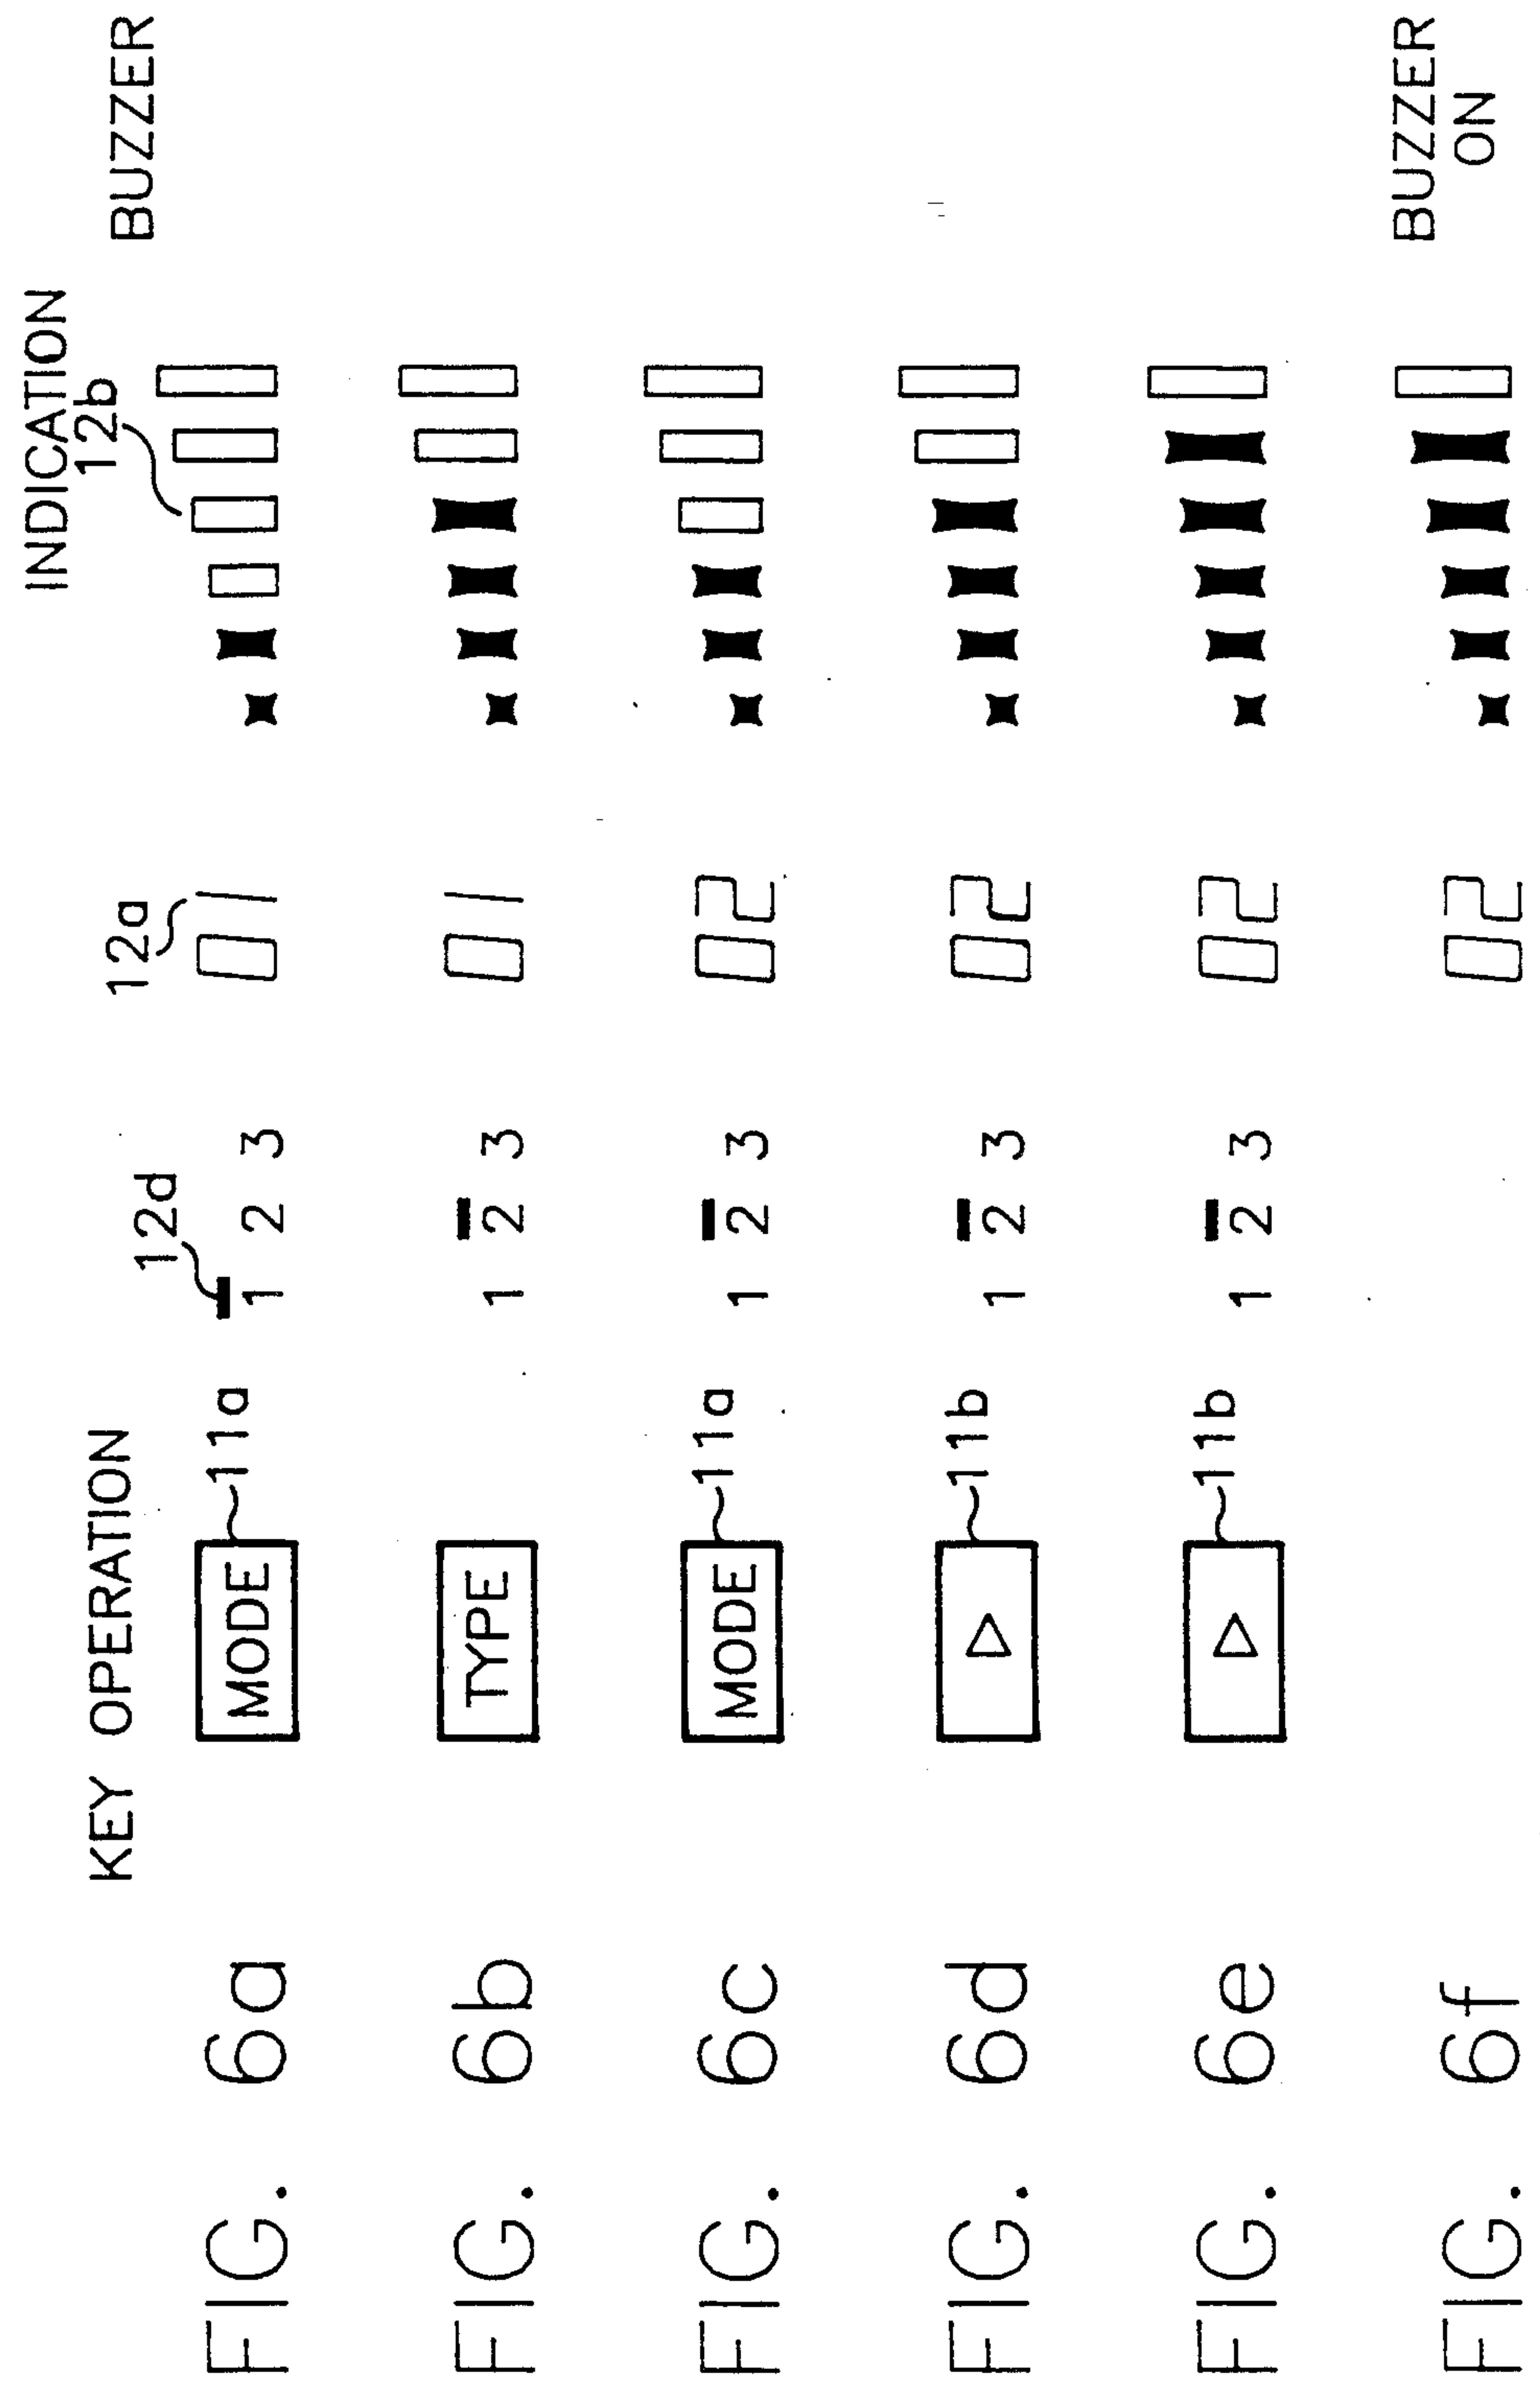 INDICATION
KEY OPERATION 12d 12a 12b BUZZER
FIG. 6a MODE 11a 1 2 3 01
FIG. 6b TYPE 1 2 3 01
FIG. 6c MODE 11a 1 2 3 02
FIG. 6d 11b 1 2 3 02
FIG. 6e 11b 1 2 3 02
FIG. 6f 02 BUZZER
ON